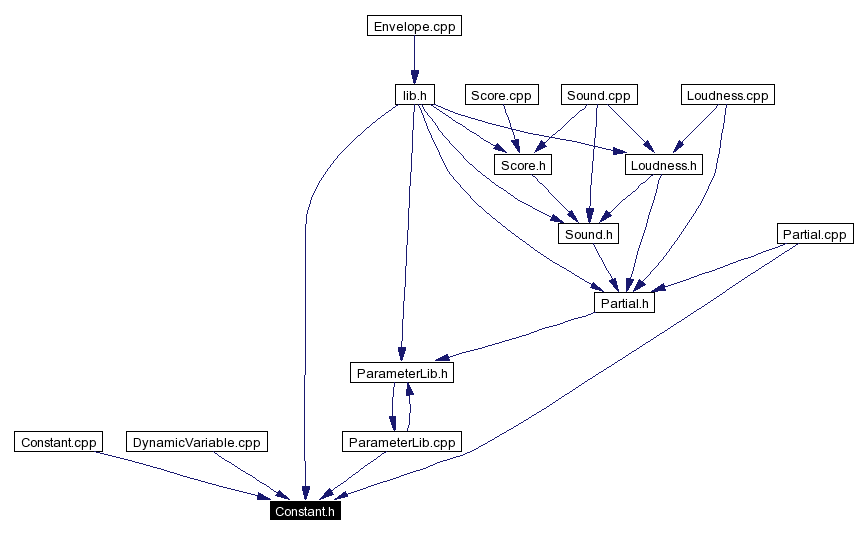 Envelope.cpp
lib.h
Score.cpp
Sound.cpp
Loudness.cpp
Score.h
Loudness.h
Sound.h
Partial.cpp
Partial.h
ParameterLib.h
Constant.cpp
DynamicVariable.cpp
ParameterLib.cpp
Constant.h